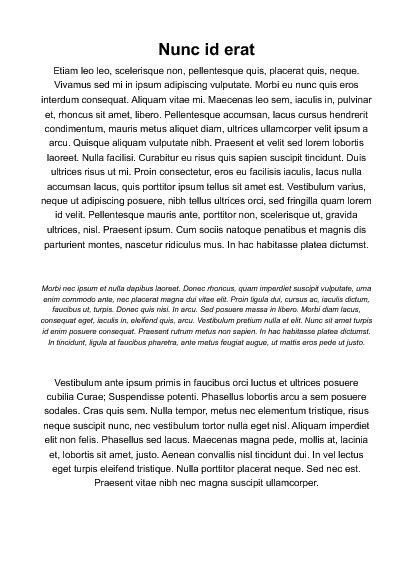 Nunc id erat
Etiam leo leo, scelerisque non, pellentesque quis, placerat quis, neque.
Vivamus sed mi in ipsum adipiscing vulputate. Morbi eu nunc quis eros
interdum consequat. Aliquam vitae mi. Maecenas leo sem, iaculis in, pulvinar
et, rhoncus sit amet, libero. Pellentesque accumsan, lacus cursus hendrerit
condimentum, mauris metus aliquet diam, ultrices ullamcorper velit ipsum a
arcu. Quisque aliquam vulputate nibh. Praesent et velit sed lorem lobortis
laoreet. Nulla facilisi. Curabitur eu risus quis sapien suscipit tincidunt. Duis
ultrices risus ut mi. Proin consectetur, eros eu facilisis iaculis, lacus nulla
accumsan lacus, quis porttitor ipsum tellus sit amet est. Vestibulum varius,
neque ut adipiscing posuere, nibh tellus ultrices orci, sed fringilla quam lorem
id velit. Pellentesque mauris ante, porttitor non, scelerisque ut, gravida
ultrices, nisl. Praesent ipsum. Cum sociis natoque penatibus et magnis dis
parturient montes, nascetur ridiculus mus. In hac habitasse platea dictumst.
Morbi nec ipsum et nulla dapibus laoreet. Donec rhoncus, quam imperdiet suscipit vulputate, urna
enim commodo ante, nec placerat magna dui vitae elit. Proin ligula dui, cursus ac, iaculis dictum,
faucibus ut, turpis. Donec quis nisi. In arcu. Sed posuere massa in libero. Morbi diam lacus,
consequat eget, iaculis in, eleifend quis, arcu. Vestibulum pretium nulla et elit. Nunc sit amet turpis
id enim posuere consequat. Praesent rutrum metus non sapien. In hac habitasse platea dictumst.
In tincidunt, ligula at faucibus pharetra, ante metus feugiat augue, ut mattis eros pede ut justo.
Vestibulum ante ipsum primis in faucibus orci luctus et ultrices posuere
cubilia Curae; Suspendisse potenti. Phasellus lobortis arcu a sem posuere
sodales. Cras quis sem. Nulla tempor, metus nec elementum tristique, risus
neque suscipit nunc, nec vestibulum tortor nulla eget nisl. Aliquam imperdiet
elit non felis. Phasellus sed lacus. Maecenas magna pede, mollis at, lacinia
et, lobortis sit amet, justo. Aenean convallis nisl tincidunt dui. In vel lectus
eget turpis eleifend tristique. Nulla porttitor placerat neque. Sed nec est.
Praesent vitae nibh nec magna suscipit ullamcorper.